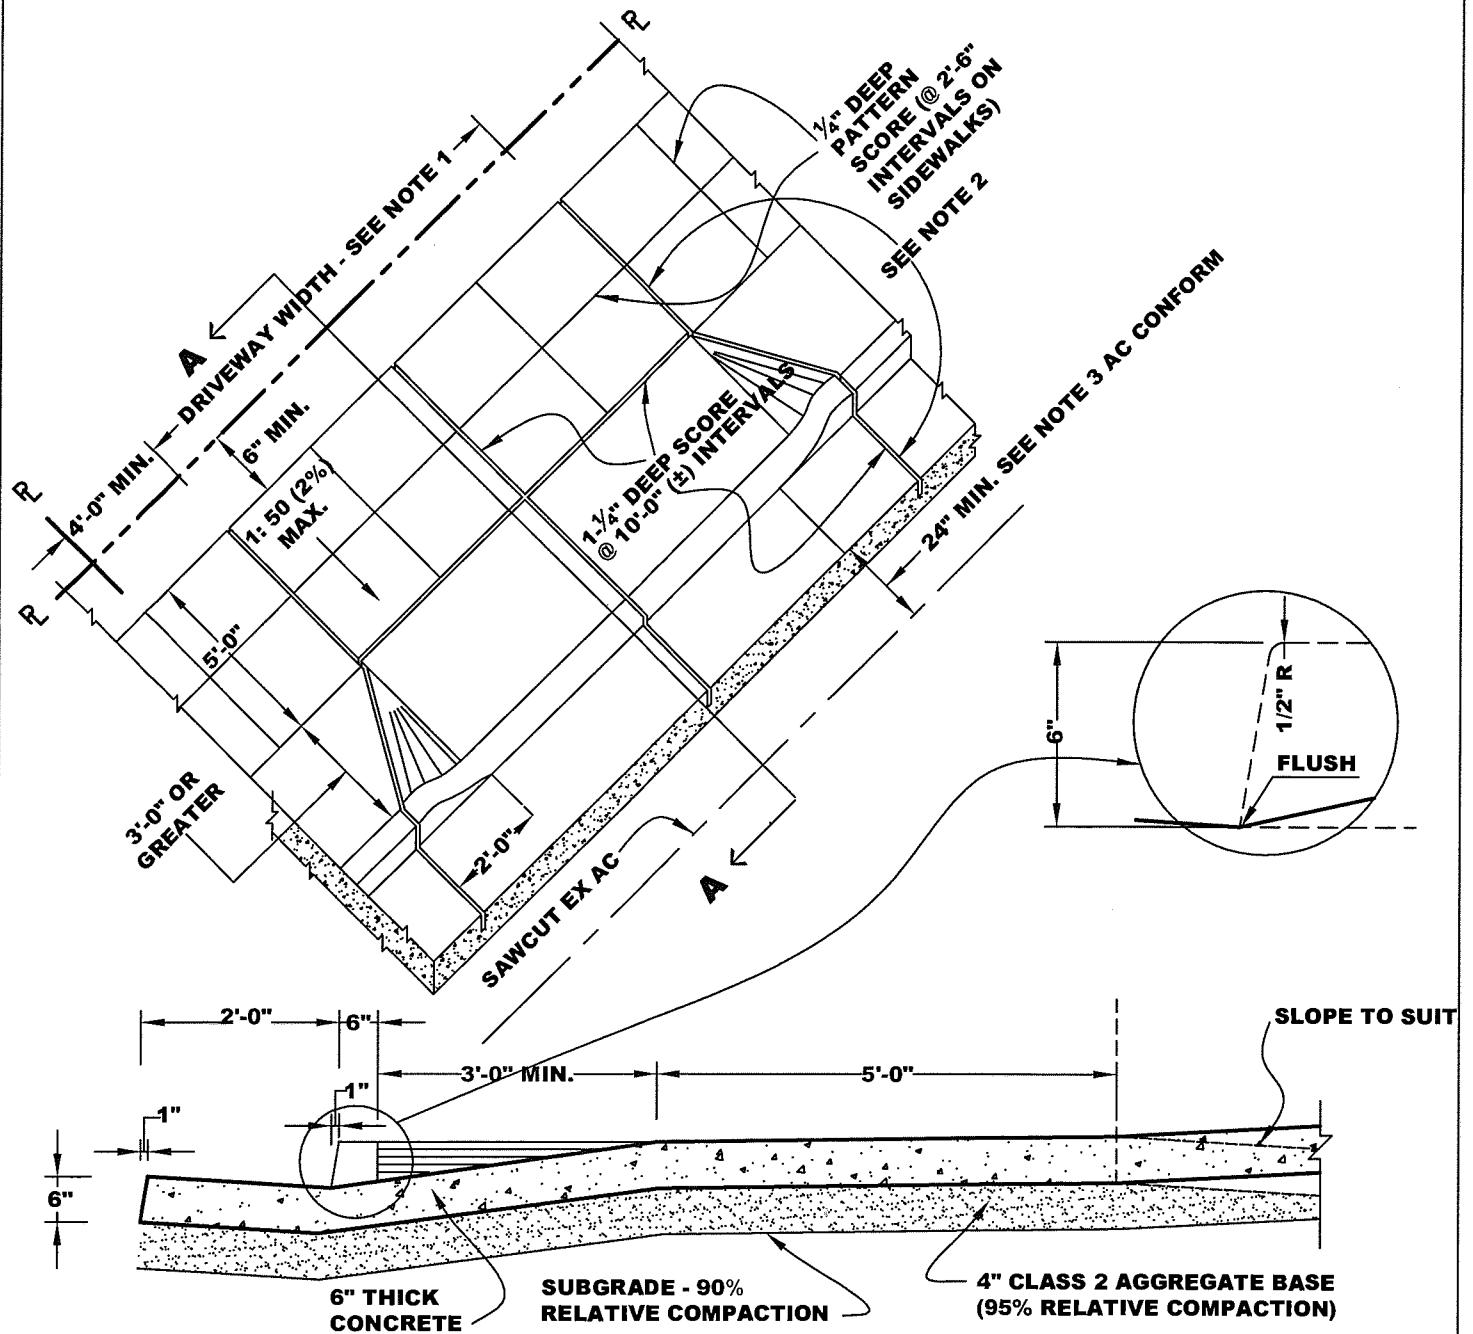 ℄
1/4" DEEP
PATTERN
SCORE (@ 2'-6"
INTERVALS ON
SIDEWALKS)
SEE NOTE 2
DRIVEWAY WIDTH - SEE NOTE 1
A
6" MIN.
4'-0" MIN.
1: 50 (2%)
MAX.
1-1/4" DEEP SCORE
@ 10'-0" (±) INTERVALS
24" MIN. SEE NOTE 3 AC CONFORM
℄
℄
5'-0"
3'-0" OR
GREATER
2'-0"
SAWCUT EX AC
A
6"
1/2" R
FLUSH
2'-0"
6"
3'-0" MIN.
5'-0"
SLOPE TO SUIT
1"
1"
6"
6" THICK
CONCRETE
SUBGRADE - 90%
RELATIVE COMPACTION
4" CLASS 2 AGGREGATE BASE
(95% RELATIVE COMPACTION)